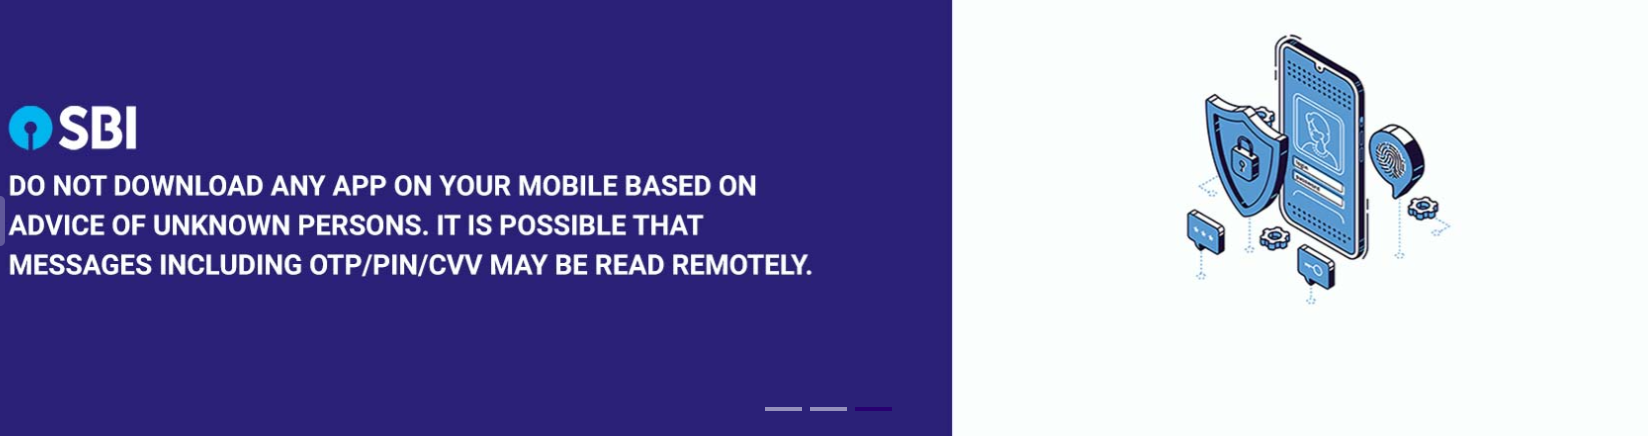 SBI
DO NOT DOWNLOAD ANY APP ON YOUR MOBILE BASED ON
ADVICE OF UNKNOWN PERSONS. IT IS POSSIBLE THAT
MESSAGES INCLUDING OTP/PIN/CVV MAY BE READ REMOTELY.